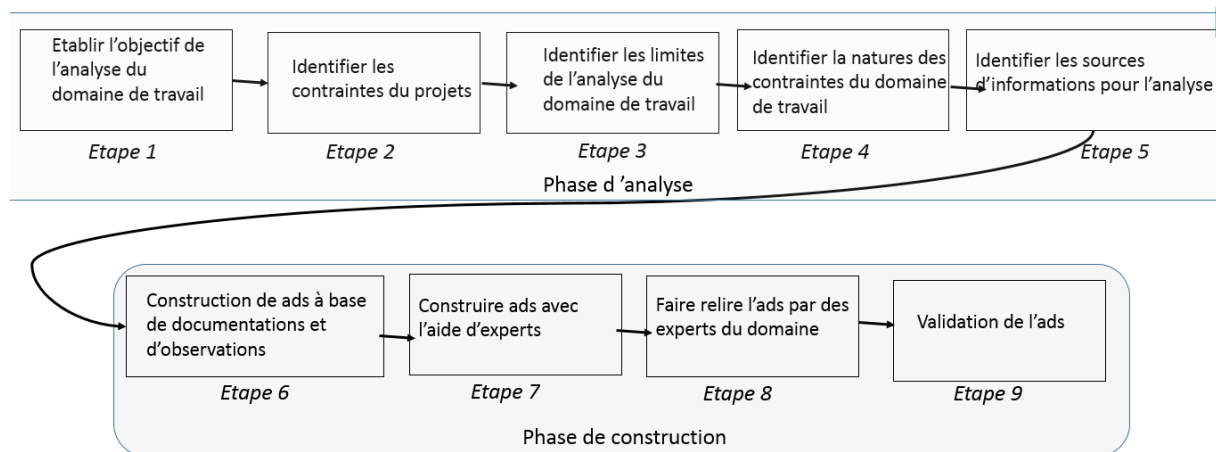 Etablir l'objectif de
l'analyse du
domaine de travail
Etape 1
Identifier les
contraintes du projets
Etape 2
Identifier les limites
de l'analyse du
domaine de travail
Etape 3
Identifier la natures des
contraintes du domaine
de travail
Etape 4
Identifier les sources
d'informations pour l'analyse
Etape 5
Phase d 'analyse
Construction de ads à base
de documentations et
d'observations
Etape 6
Construire ads avec
l'aide d'experts
Etape 7
Faire relire l'ads par des
experts du domaine
Etape 8
Validation de l'ads
Etape 9
Phase de construction